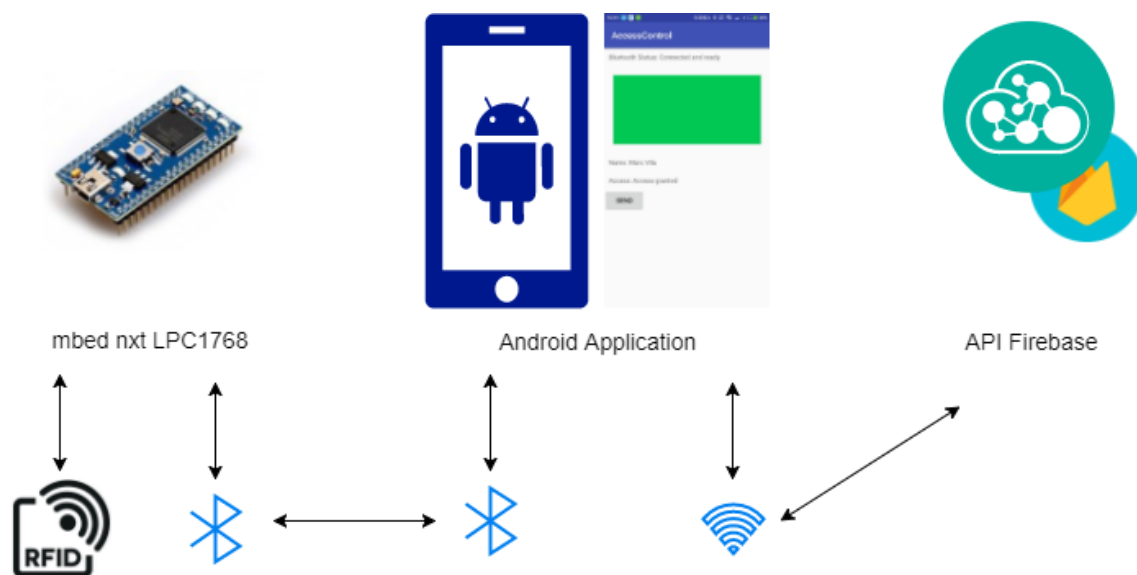 AccessControl
Bluetooth Status: Connected and ready
Name: Marc Vila
Access: Access granted
SEND
mbed nxt LPC1768
Android Application
API Firebase
RFID